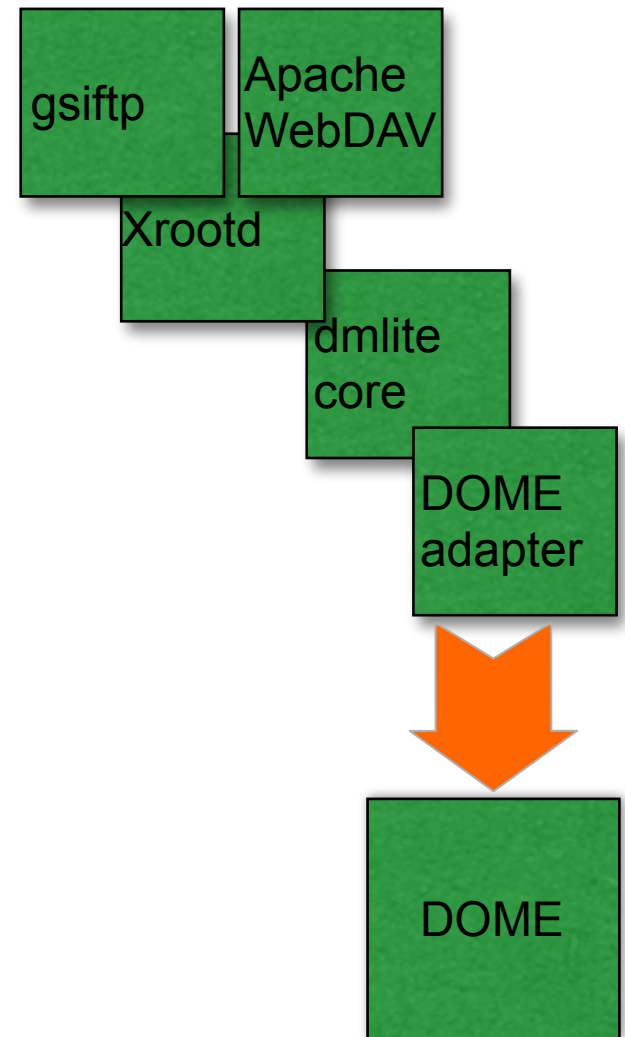 gsiftp
Apache
WebDAV
Xrootd
dmlite
core
DOME
adapter
DOME